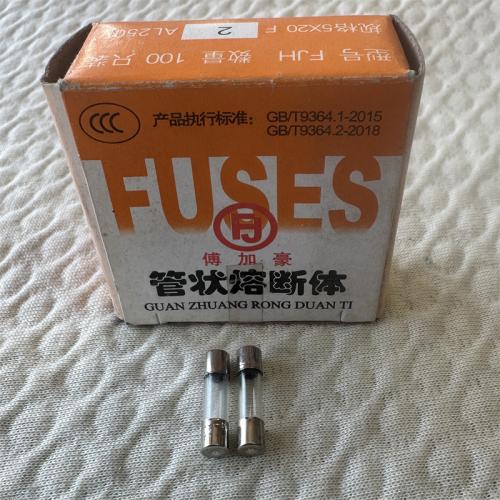 型号 FJH 数量 100 只装
规格5X20 F 2 AL250V
CCC
产品执行标准: GB/T9364.1-2015
GB/T9364.2-2018
FUSES
傅加豪
管状熔断体
GUAN ZHUANG RONG DUAN TI